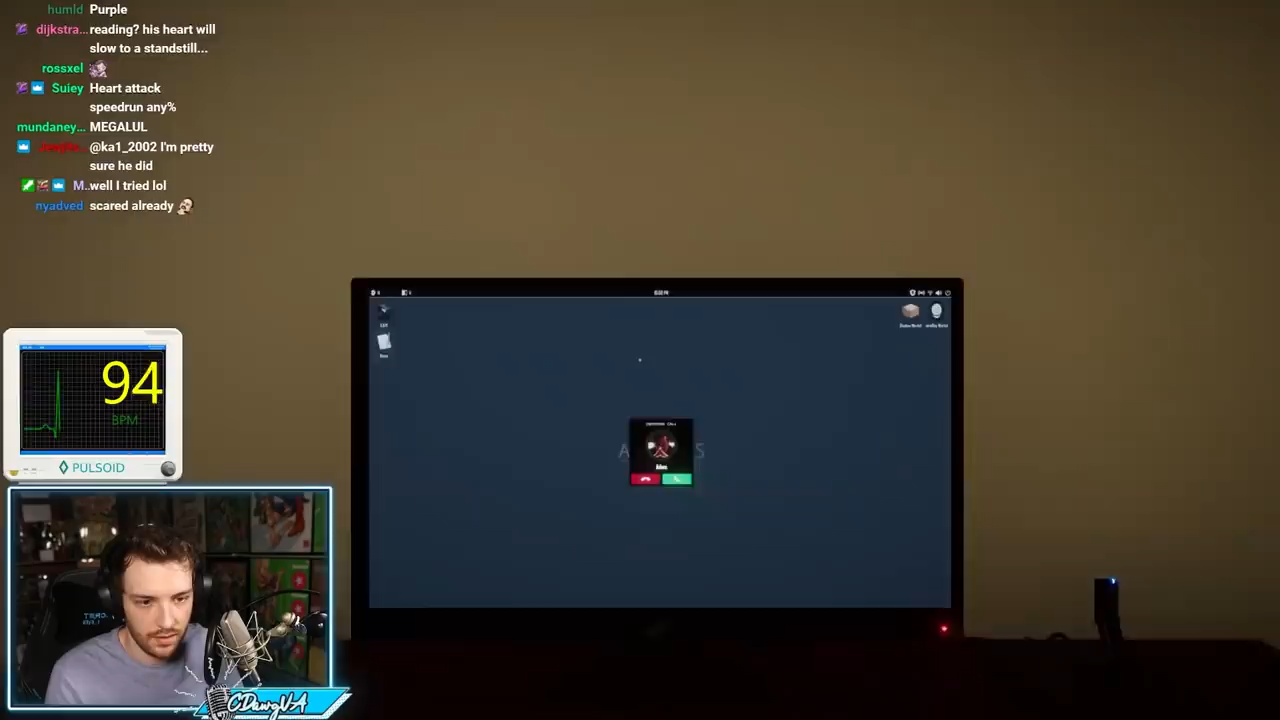 humld Purple
dijkstra... reading? his heart will
slow to a standstill...
rossxel
Suiey Heart attack
speedrun any%
mundaney... MEGALUL
@ka1_2002 I'm pretty
sure he did
M.. well I tried lol
nyadved scared already
94
BPM
PULSOID
CDawgVA